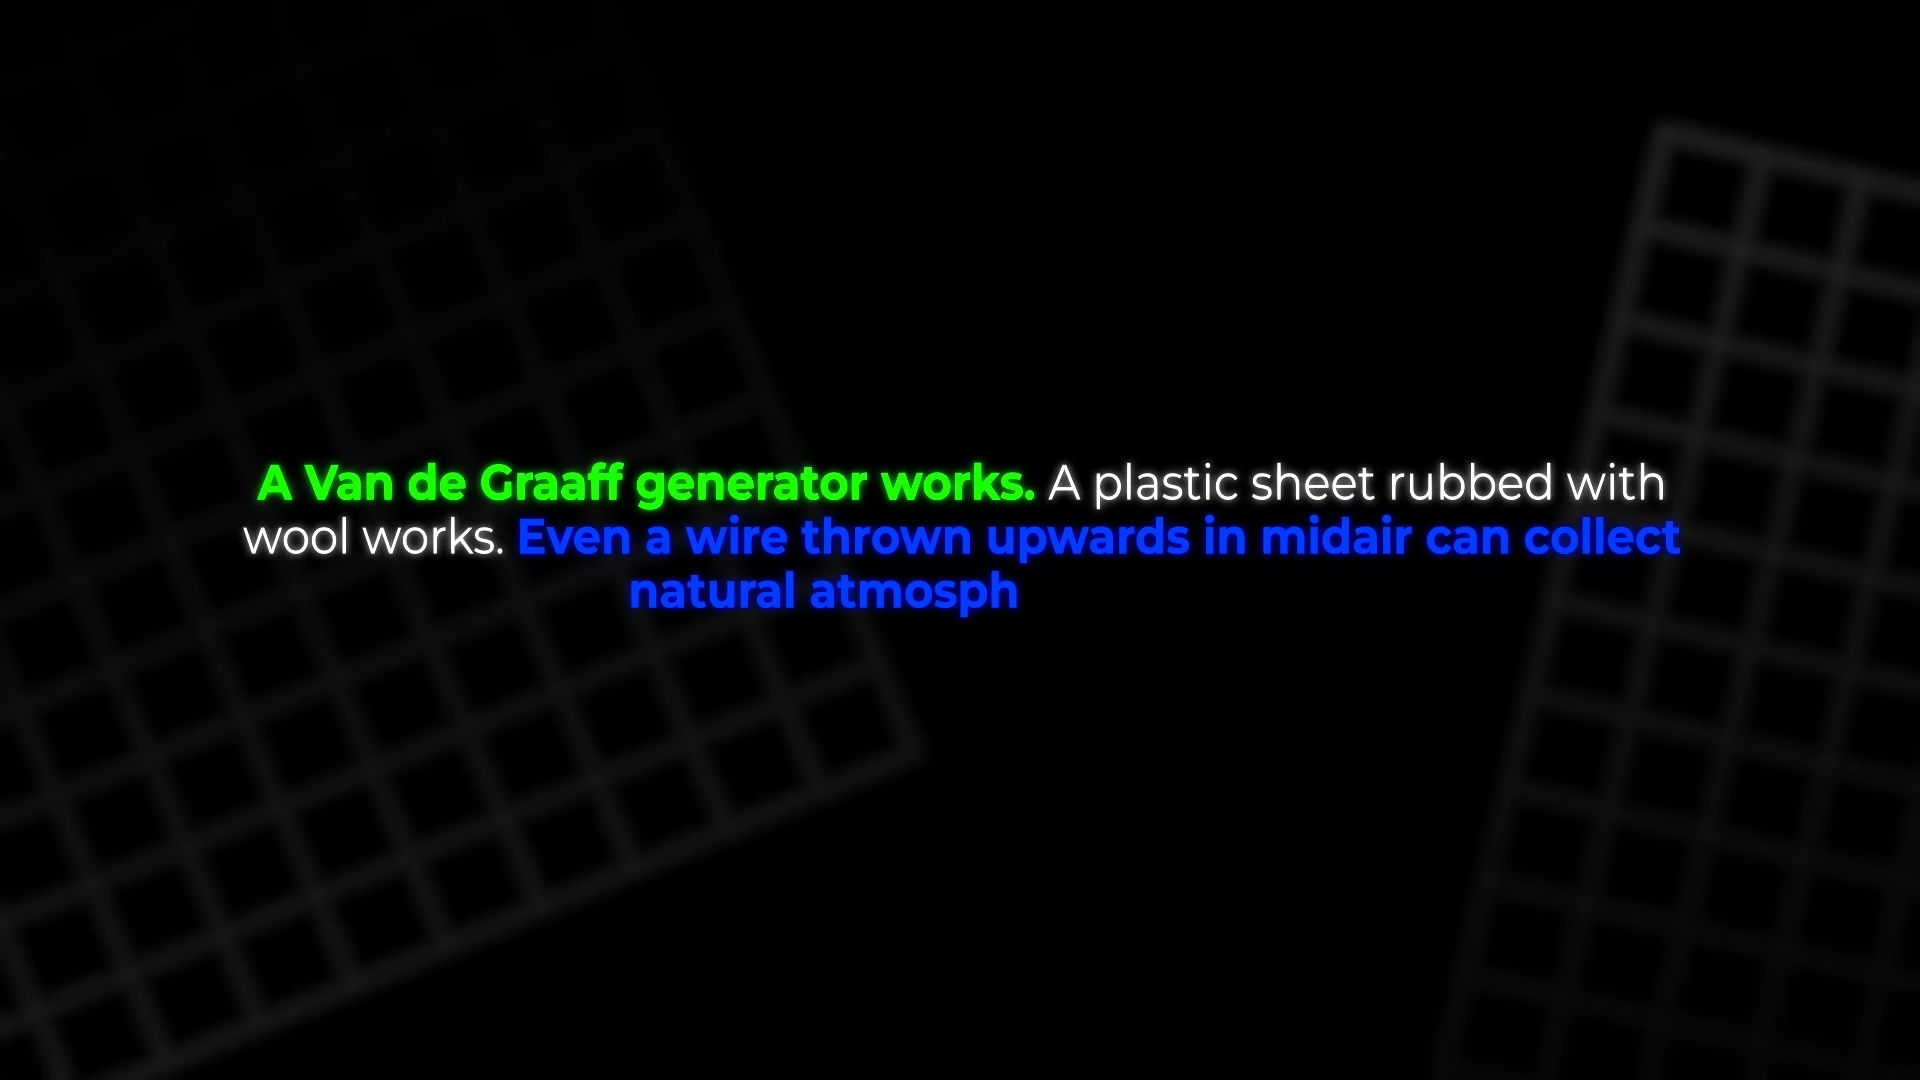 A Van de Graaff generator works. A plastic sheet rubbed with
wool works. Even a wire thrown upwards in midair can collect
natural atmosph